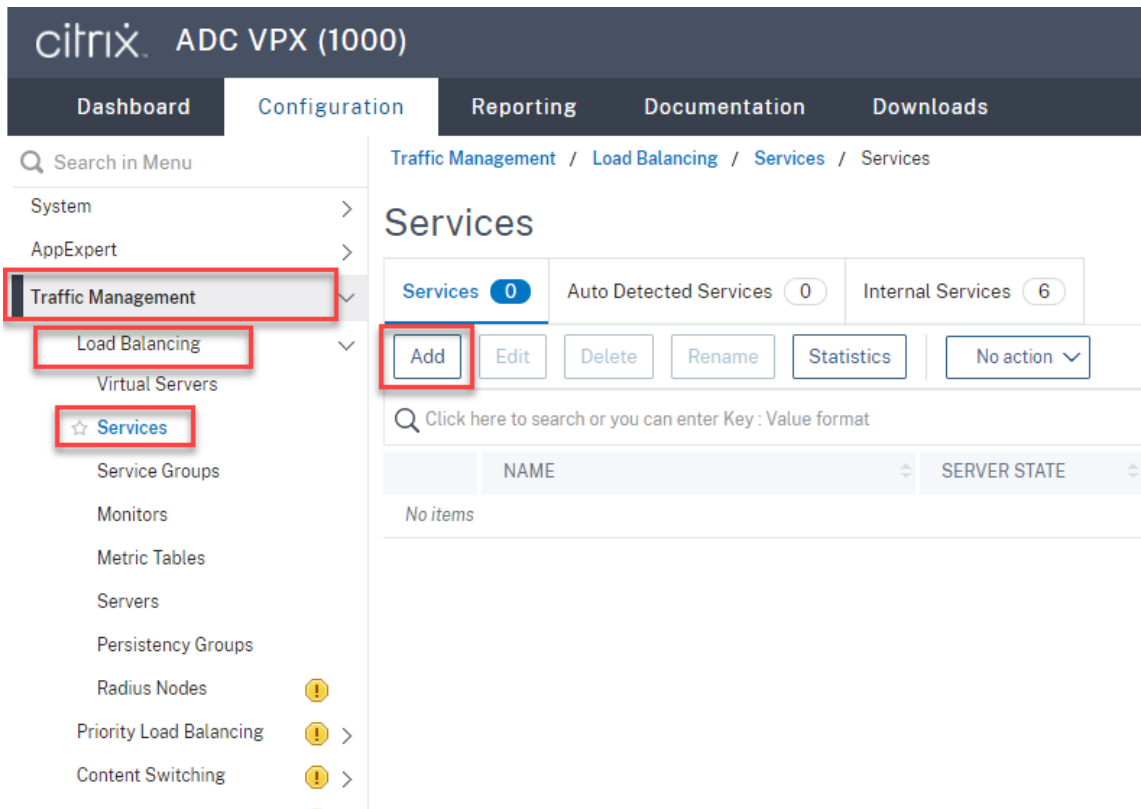 citrix. ADC VPX (1000)
Dashboard Configuration Reporting Documentation Downloads
Search in Menu
System
AppExpert
Traffic Management
Load Balancing
Virtual Servers
Services
Service Groups
Monitors
Metric Tables
Servers
Persistency Groups
Radius Nodes
Priority Load Balancing
Content Switching
Traffic Management / Load Balancing / Services / Services
Services
Services 0 Auto Detected Services 0 Internal Services 6
Add Edit Delete Rename Statistics No action
Click here to search or you can enter Key : Value format
NAME SERVER STATE
No items